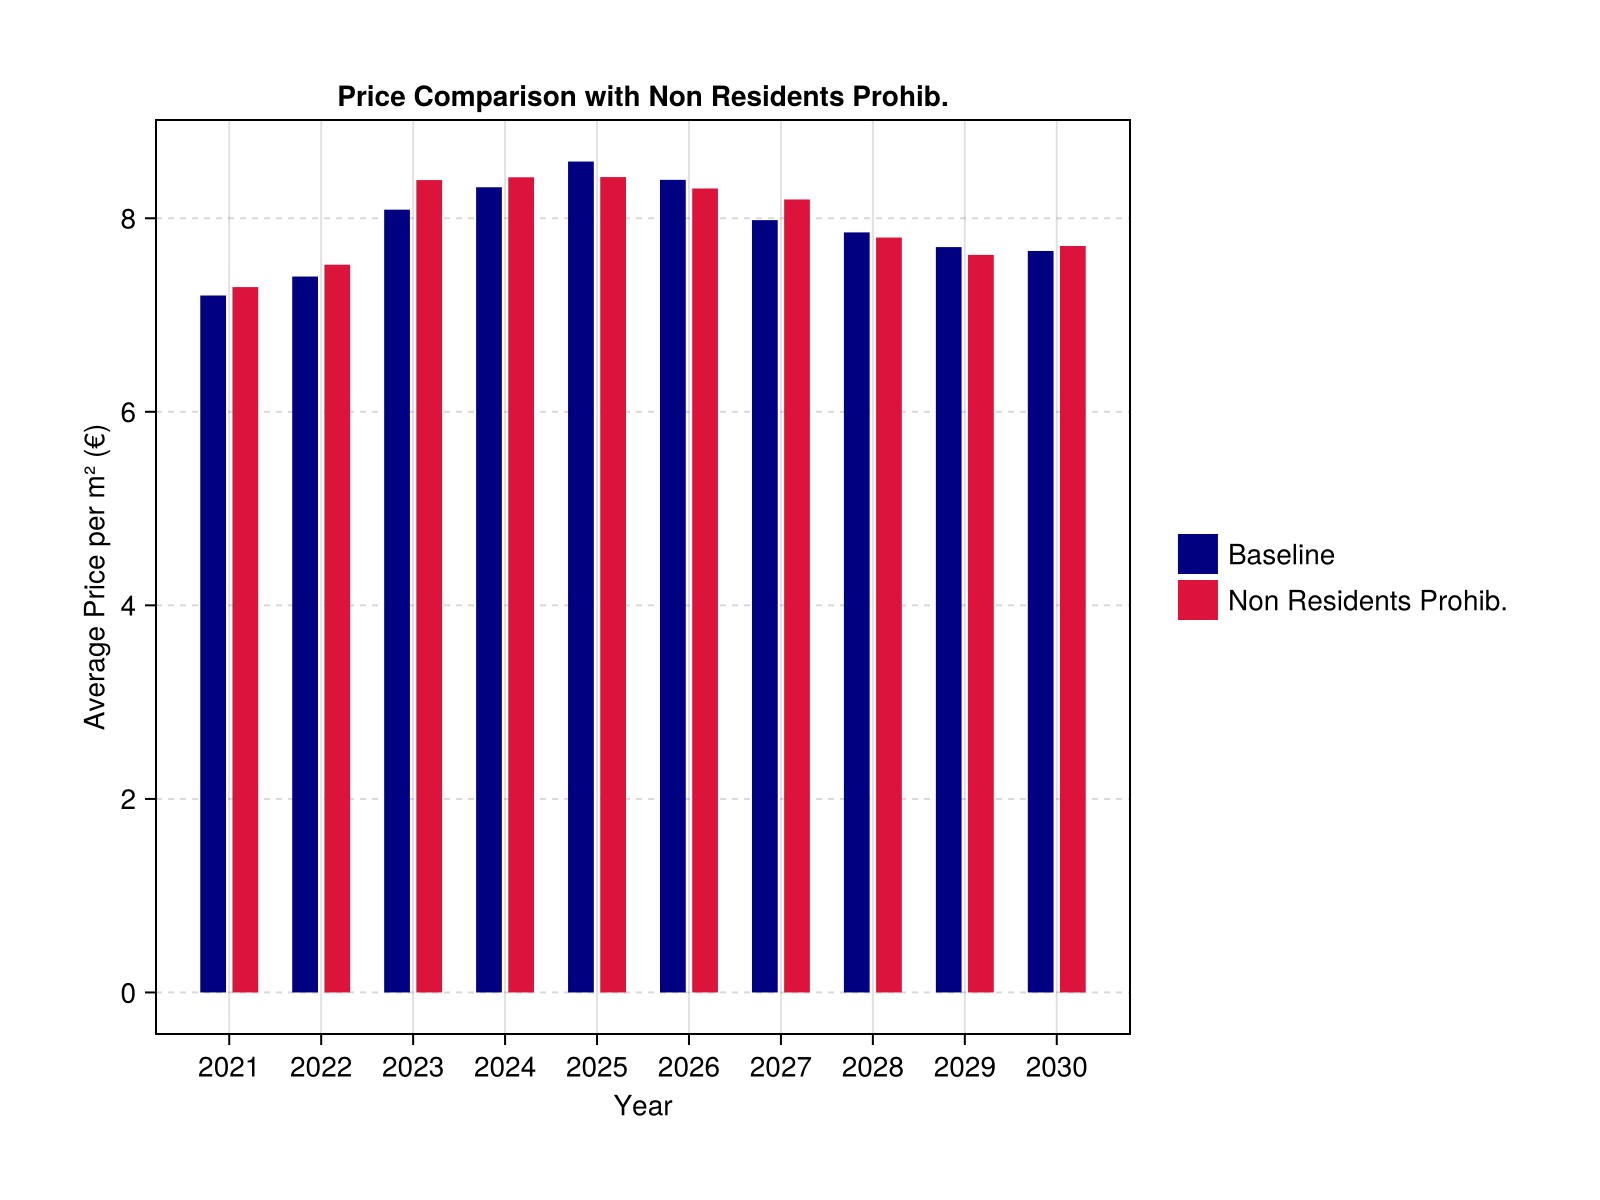 Price Comparison with Non Residents Prohib.
Average Price per m² (€)
8
6
4
2
0
2021 2022 2023 2024 2025 2026 2027 2028 2029 2030
Year
Baseline
Non Residents Prohib.